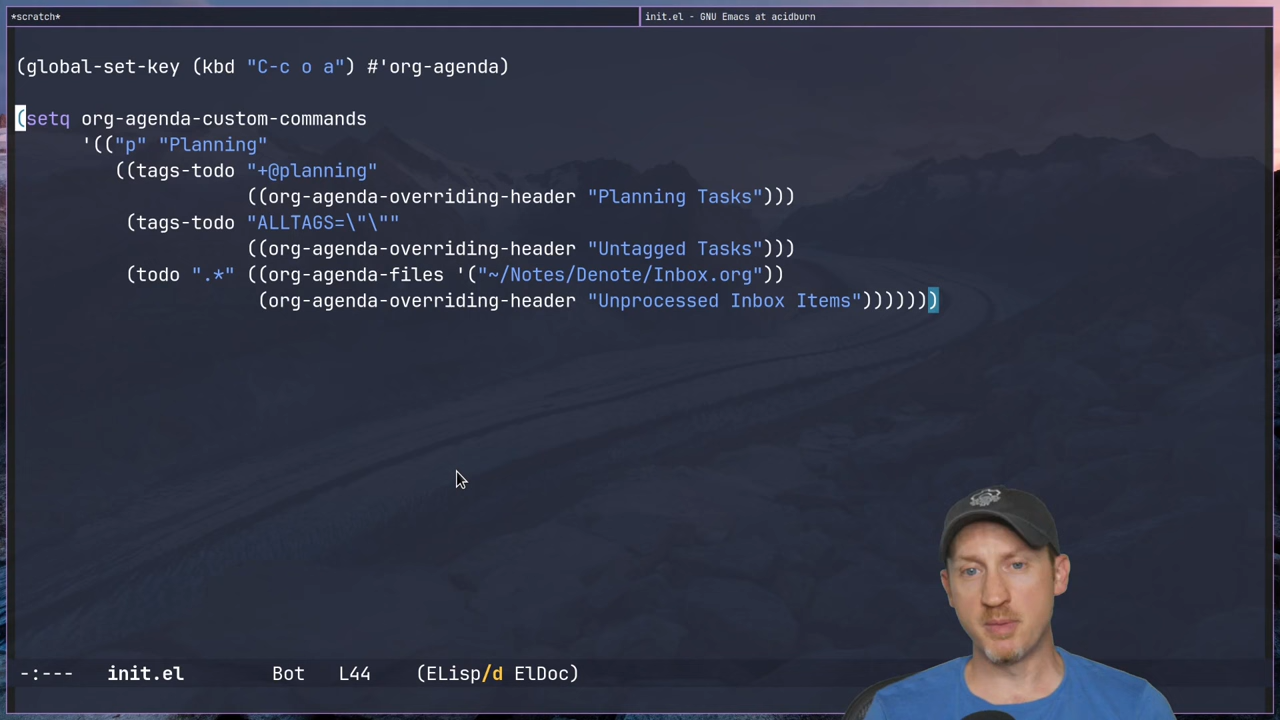 *scratch*
init.el - GNU Emacs at acidburn
(global-set-key (kbd "C-c o a") #'org-agenda)
(setq org-agenda-custom-commands
'(("p" "Planning"
((tags-todo "+@planning"
((org-agenda-overriding-header "Planning Tasks")))
(tags-todo "ALLTAGS=\"\""
((org-agenda-overriding-header "Untagged Tasks")))
(todo ".*" ((org-agenda-files '("~/Notes/Denote/Inbox.org"))
(org-agenda-overriding-header "Unprocessed Inbox Items")))))))
-:--- init.el Bot L44 (ELisp/d ElDoc)